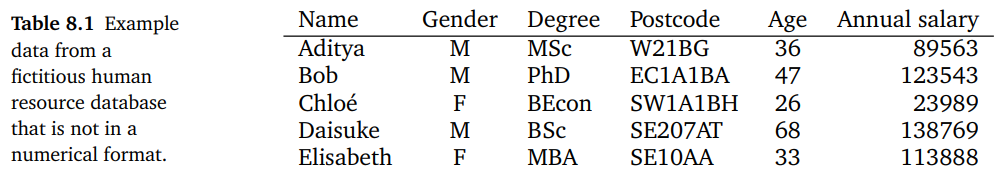 Table 8.1 Example
data from a
fictitious human
resource database
that is not in a
numerical format.
Name Gender Degree Postcode Age Annual salary
Aditya M MSc W21BG 36 89563
Bob M PhD EC1A1BA 47 123543
Chloé F BEcon SW1A1BH 26 23989
Daisuke M BSc SE207AT 68 138769
Elisabeth F MBA SE10AA 33 113888